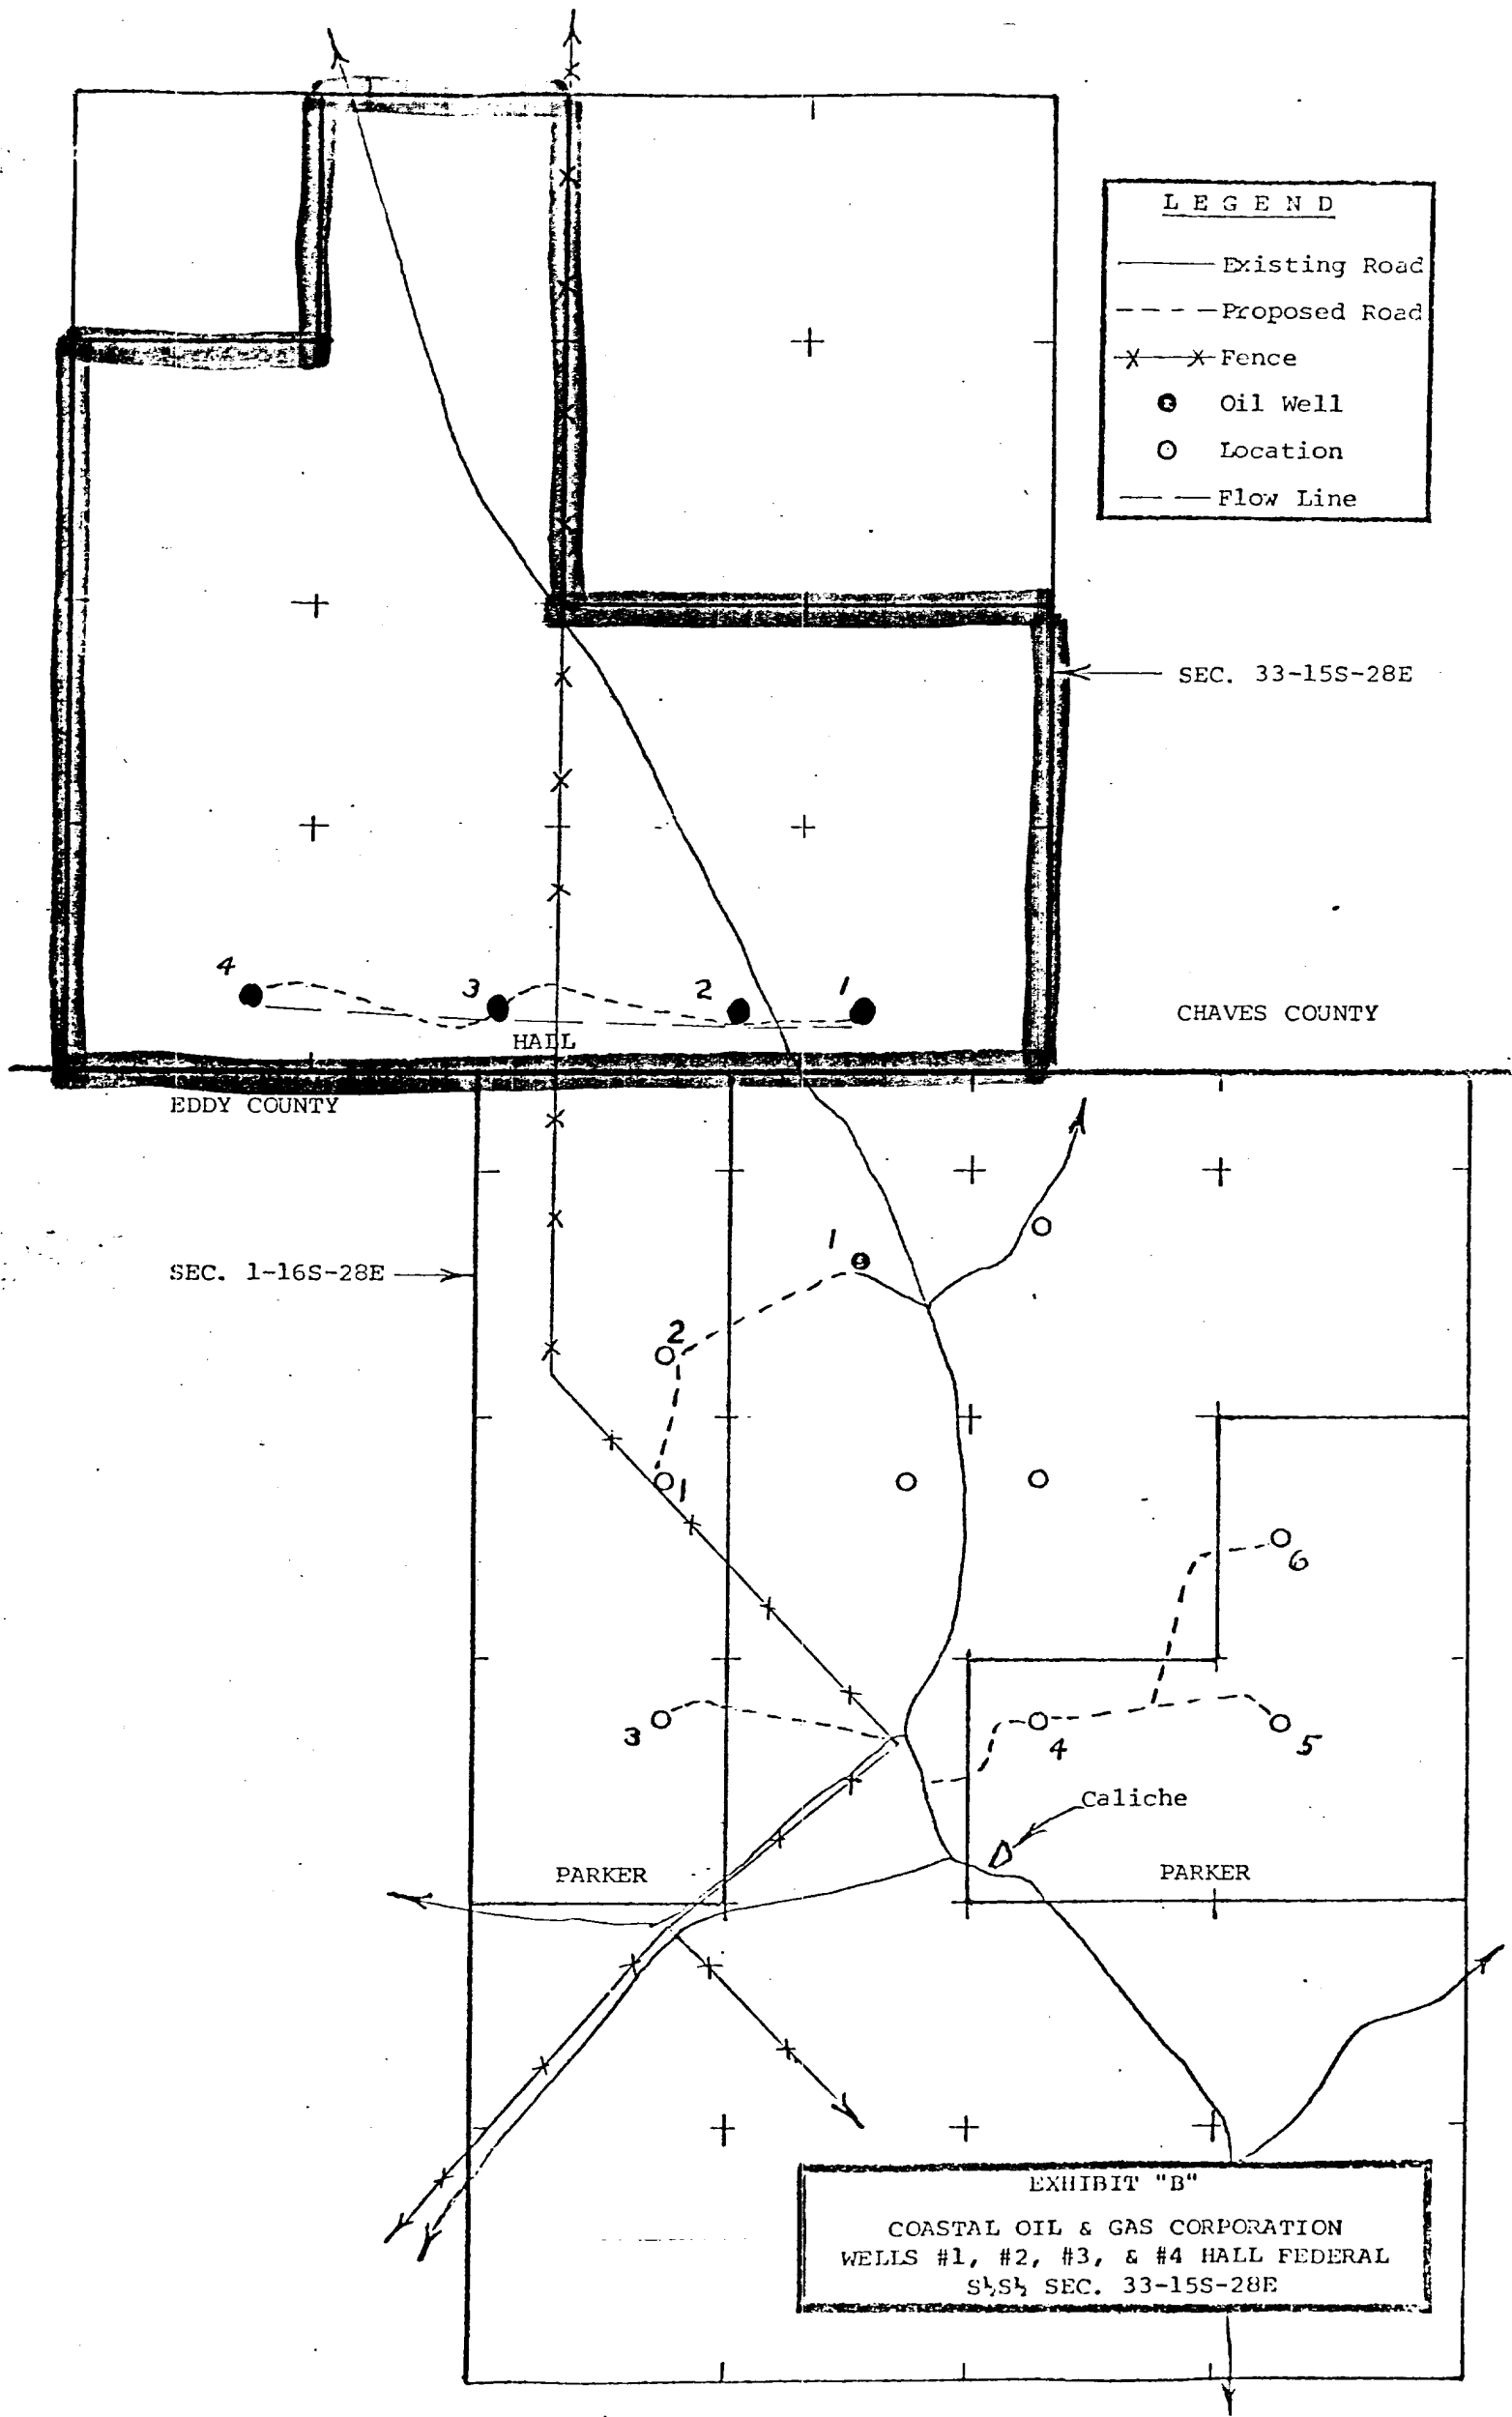 L E G E N D
Existing Road
Proposed Road
Fence
Oil Well
Location
Flow Line
SEC. 33-15S-28E
4
3
2
1
HALL
CHAVES COUNTY
EDDY COUNTY
SEC. 1-16S-28E
1
2
1
6
3
4
5
Caliche
PARKER
PARKER
EXHIBIT "B"
COASTAL OIL & GAS CORPORATION
WELLS #1, #2, #3, & #4 HALL FEDERAL
S½S½ SEC. 33-15S-28E